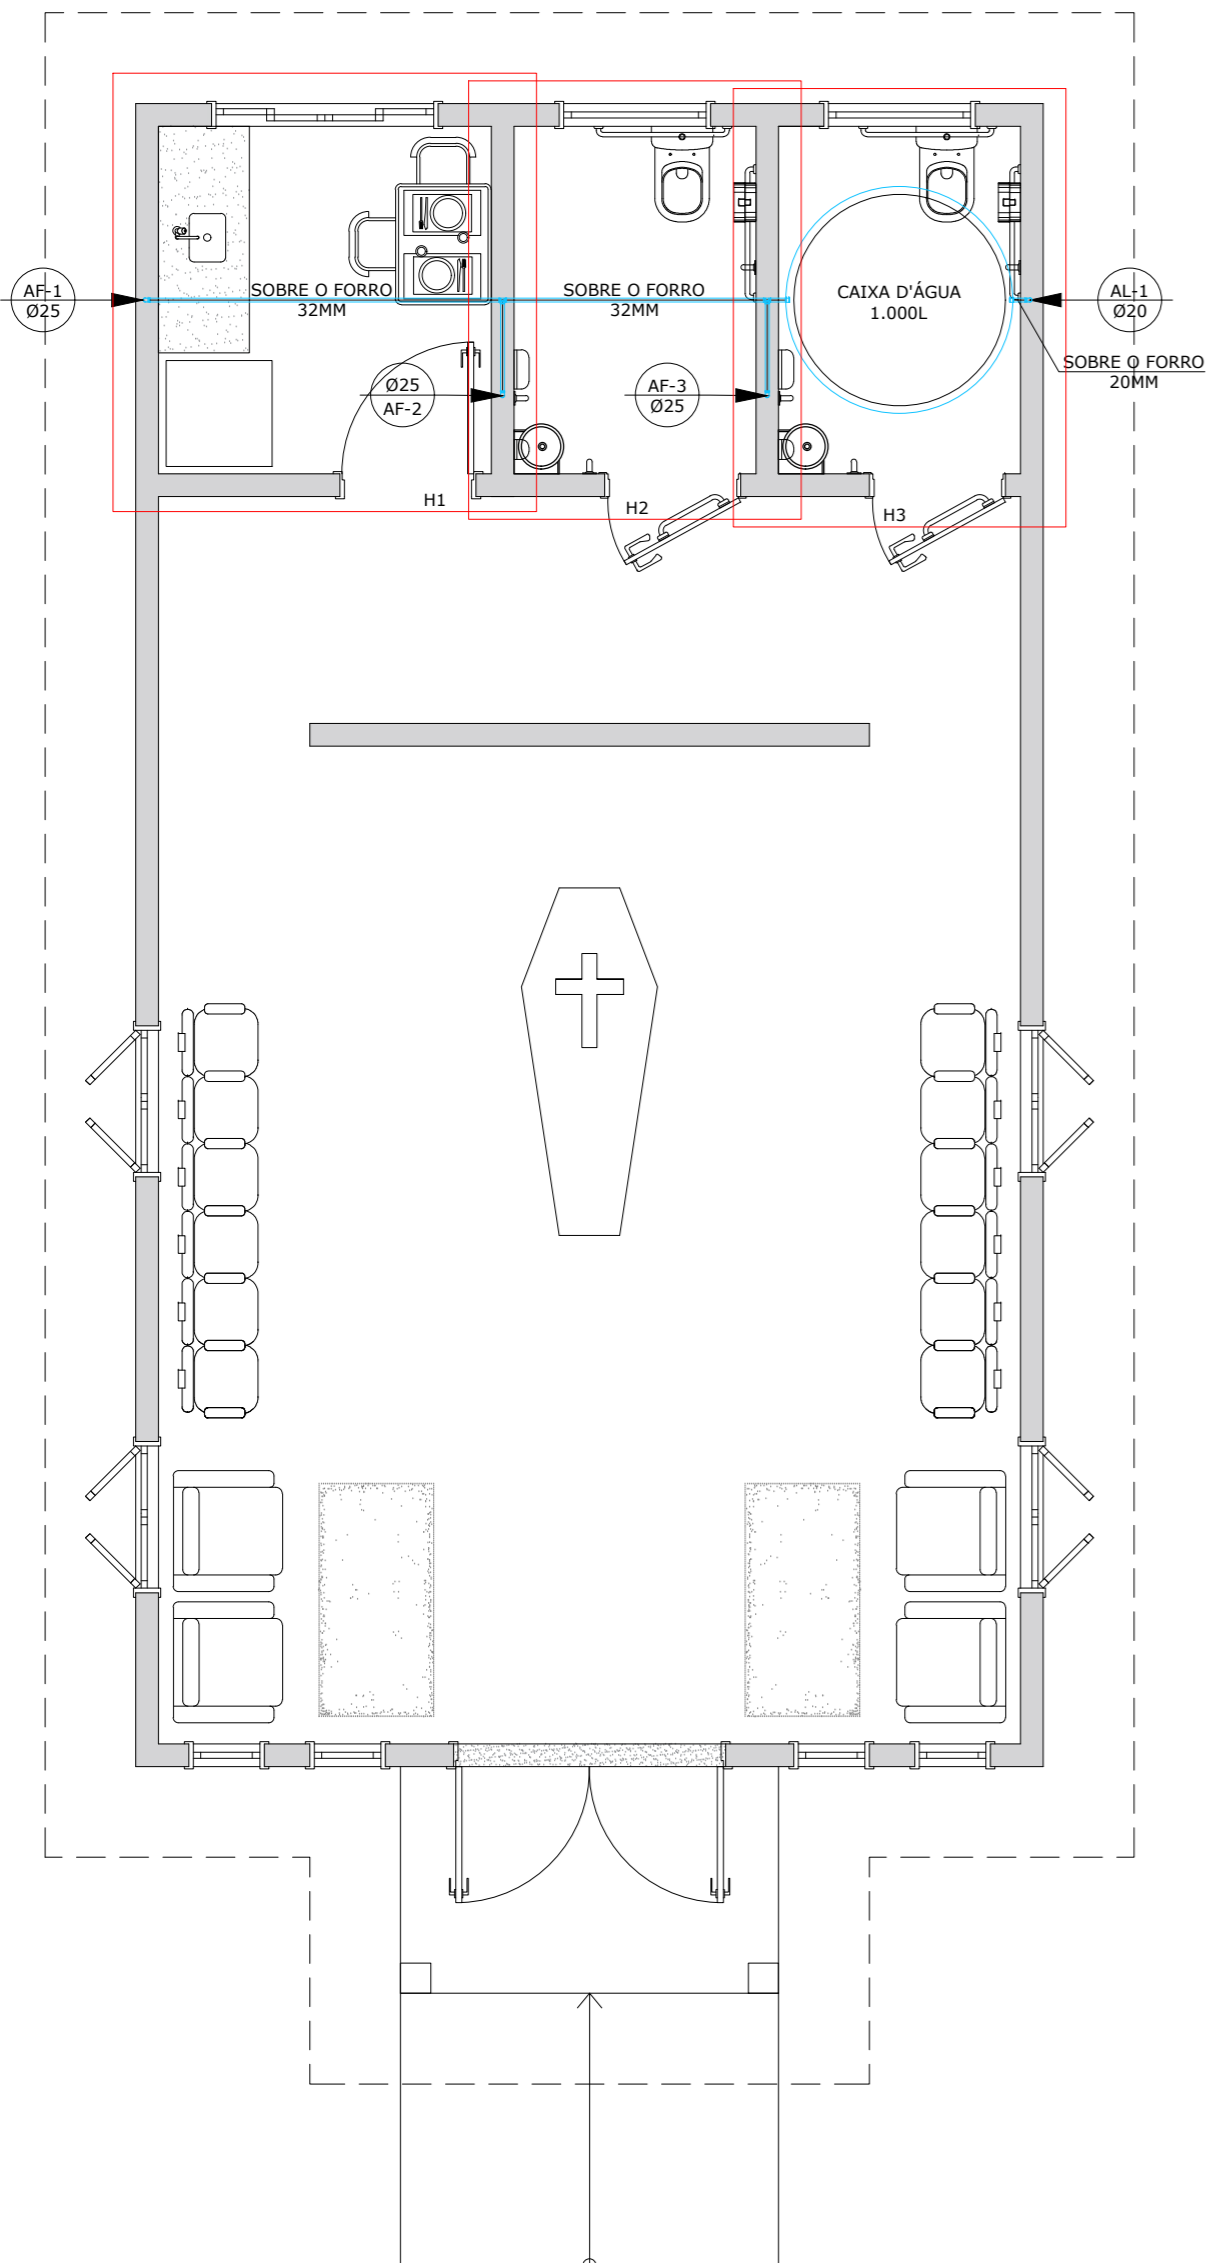 AF-1
Ø25
SOBRE O FORRO
32MM
SOBRE O FORRO
32MM
CAIXA D'ÁGUA
1.000L
AL-1
Ø20
SOBRE O FORRO
20MM
Ø25
AF-2
AF-3
Ø25
H1
H2
H3